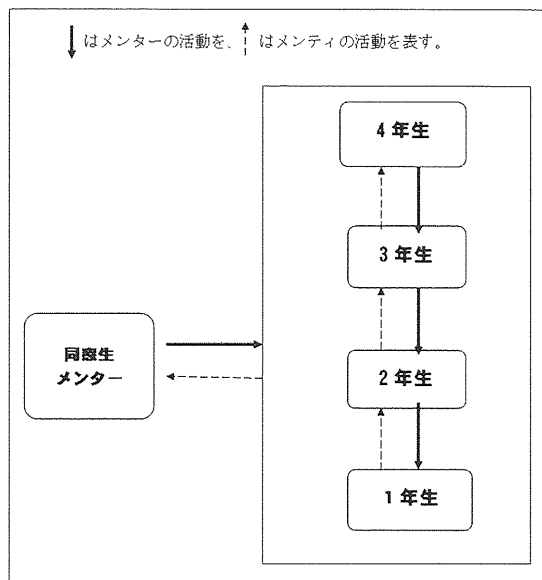 はメンターの活動を、 はメンティの活動を表す。
4年生
3年生
同窓生
メンター
2年生
1年生